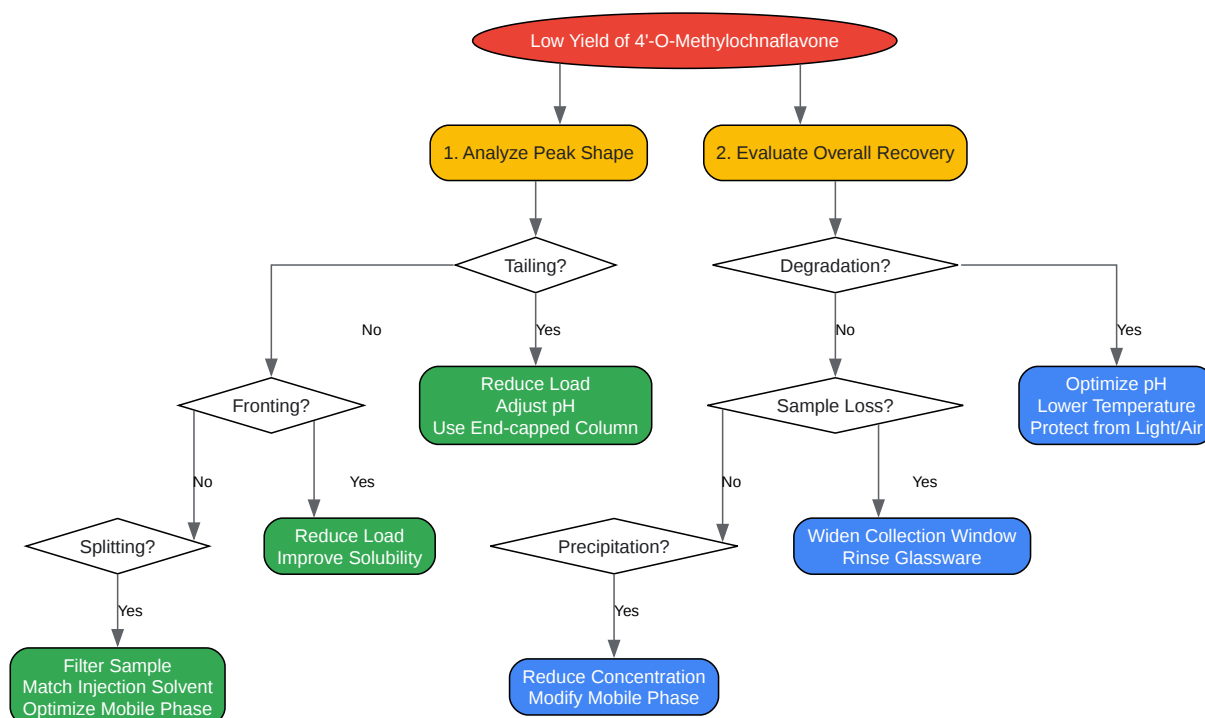 Low Yield of 4'-O-Methylochnaflavone
1. Analyze Peak Shape
2. Evaluate Overall Recovery
Tailing?
Degradation?
No
Yes
No
Yes
Fronting?
Reduce Load
Adjust pH
Use End-capped Column
Sample Loss?
Optimize pH
Lower Temperature
Protect from Light/Air
No
Yes
No
Yes
Splitting?
Reduce Load
Improve Solubility
Precipitation?
Widen Collection Window
Rinse Glassware
Yes
Yes
Filter Sample
Match Injection Solvent
Optimize Mobile Phase
Reduce Concentration
Modify Mobile Phase